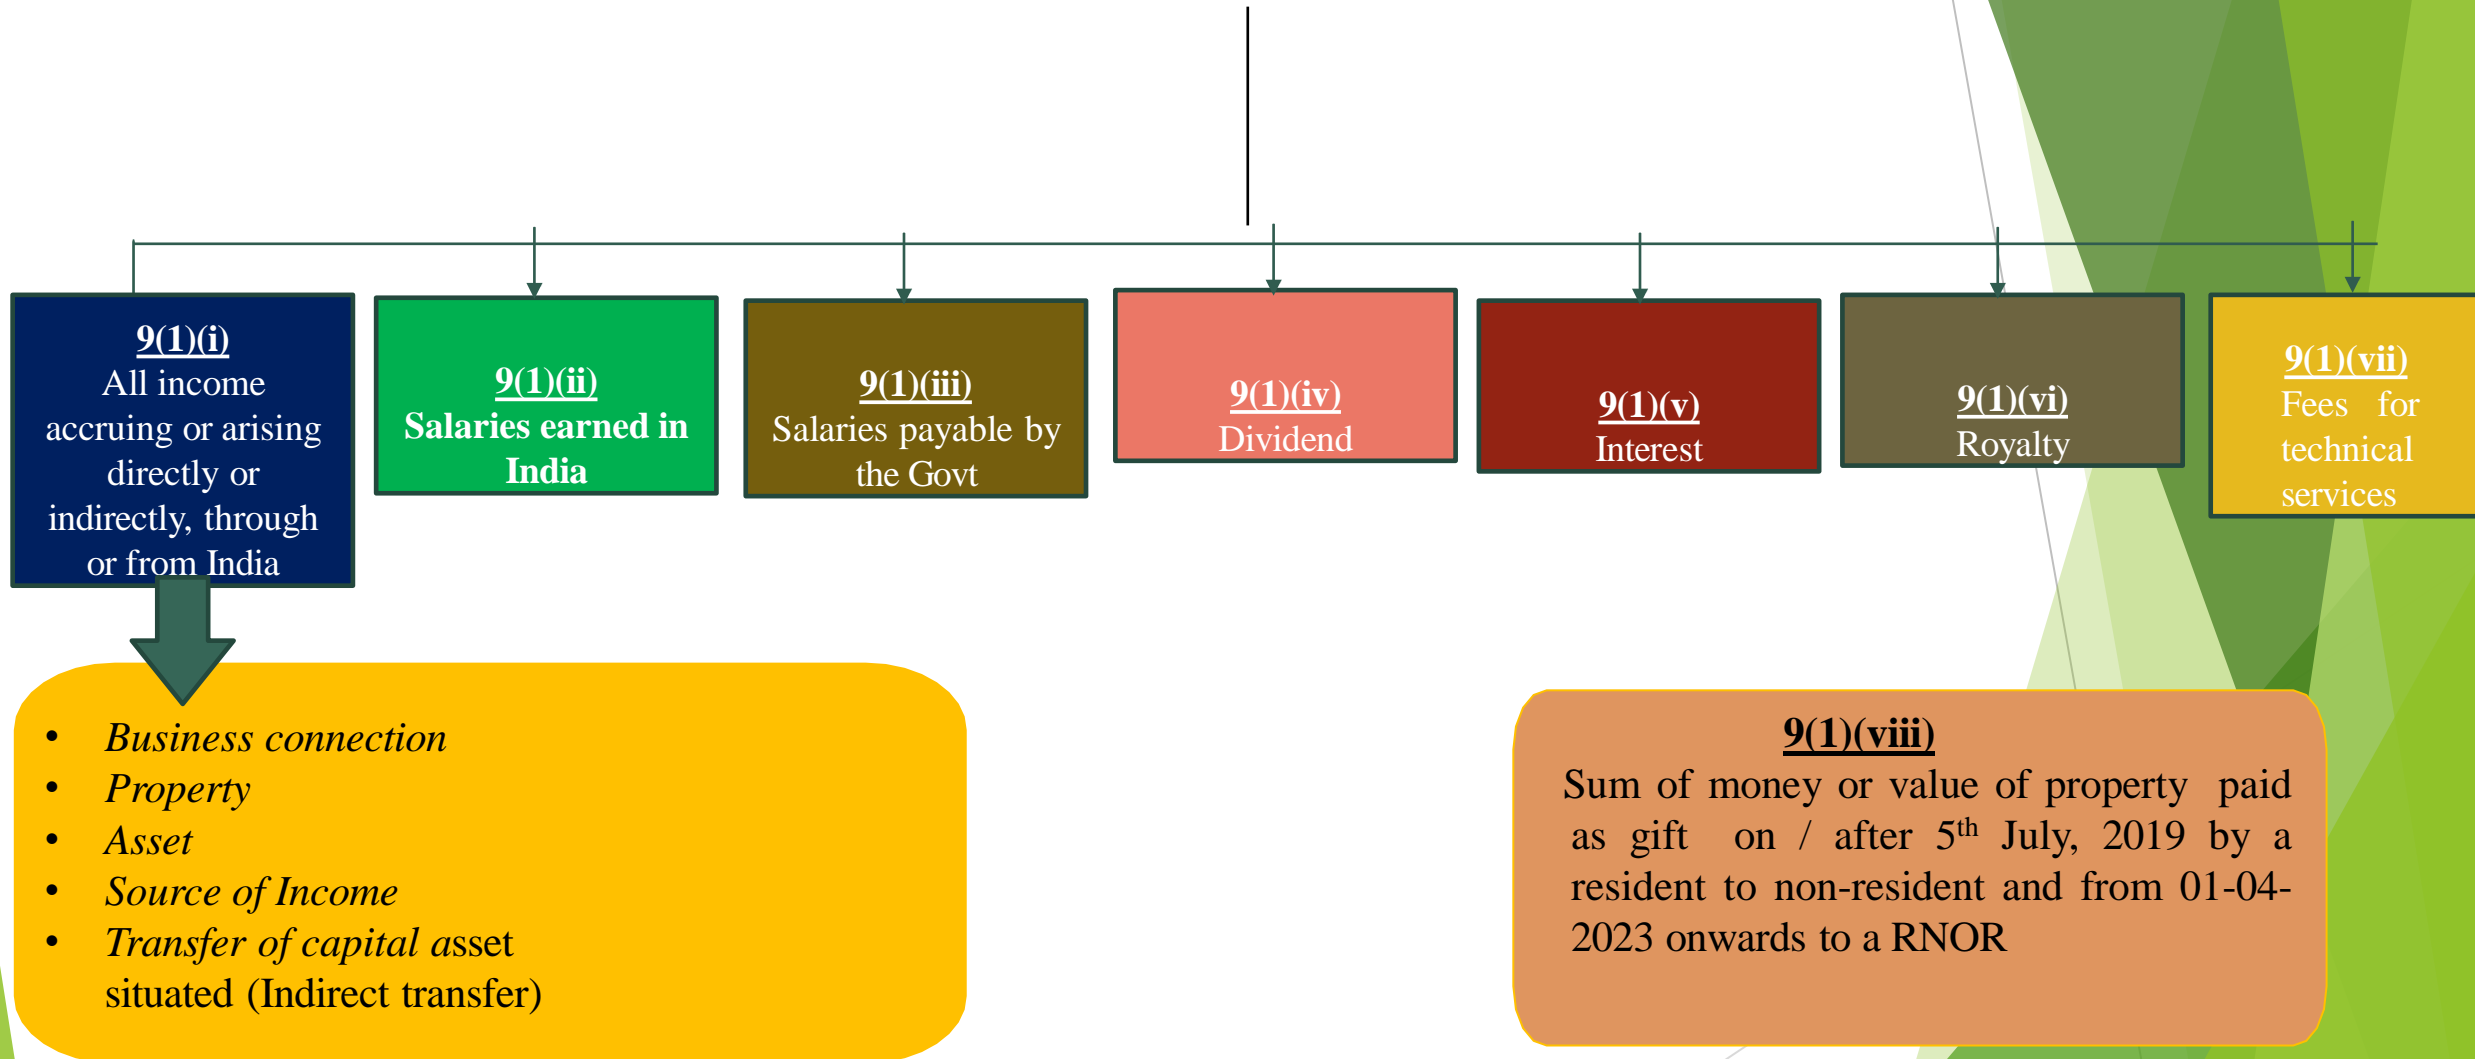 9(1)(i)
All income
accruing or arising
directly or
indirectly, through
or from India
9(1)(ii)
Salaries earned in
India
9(1)(iii)
Salaries payable by
the Govt
9(1)(iv)
Dividend
9(1)(v)
Interest
9(1)(vi)
Royalty
9(1)(vii)
Fees for
technical
services
• Business connection
• Property
• Asset
• Source of Income
• Transfer of capital asset
situated (Indirect transfer)
9(1)(viii)
Sum of money or value of property paid
as gift on / after 5th July, 2019 by a
resident to non-resident and from 01-04-
2023 onwards to a RNOR